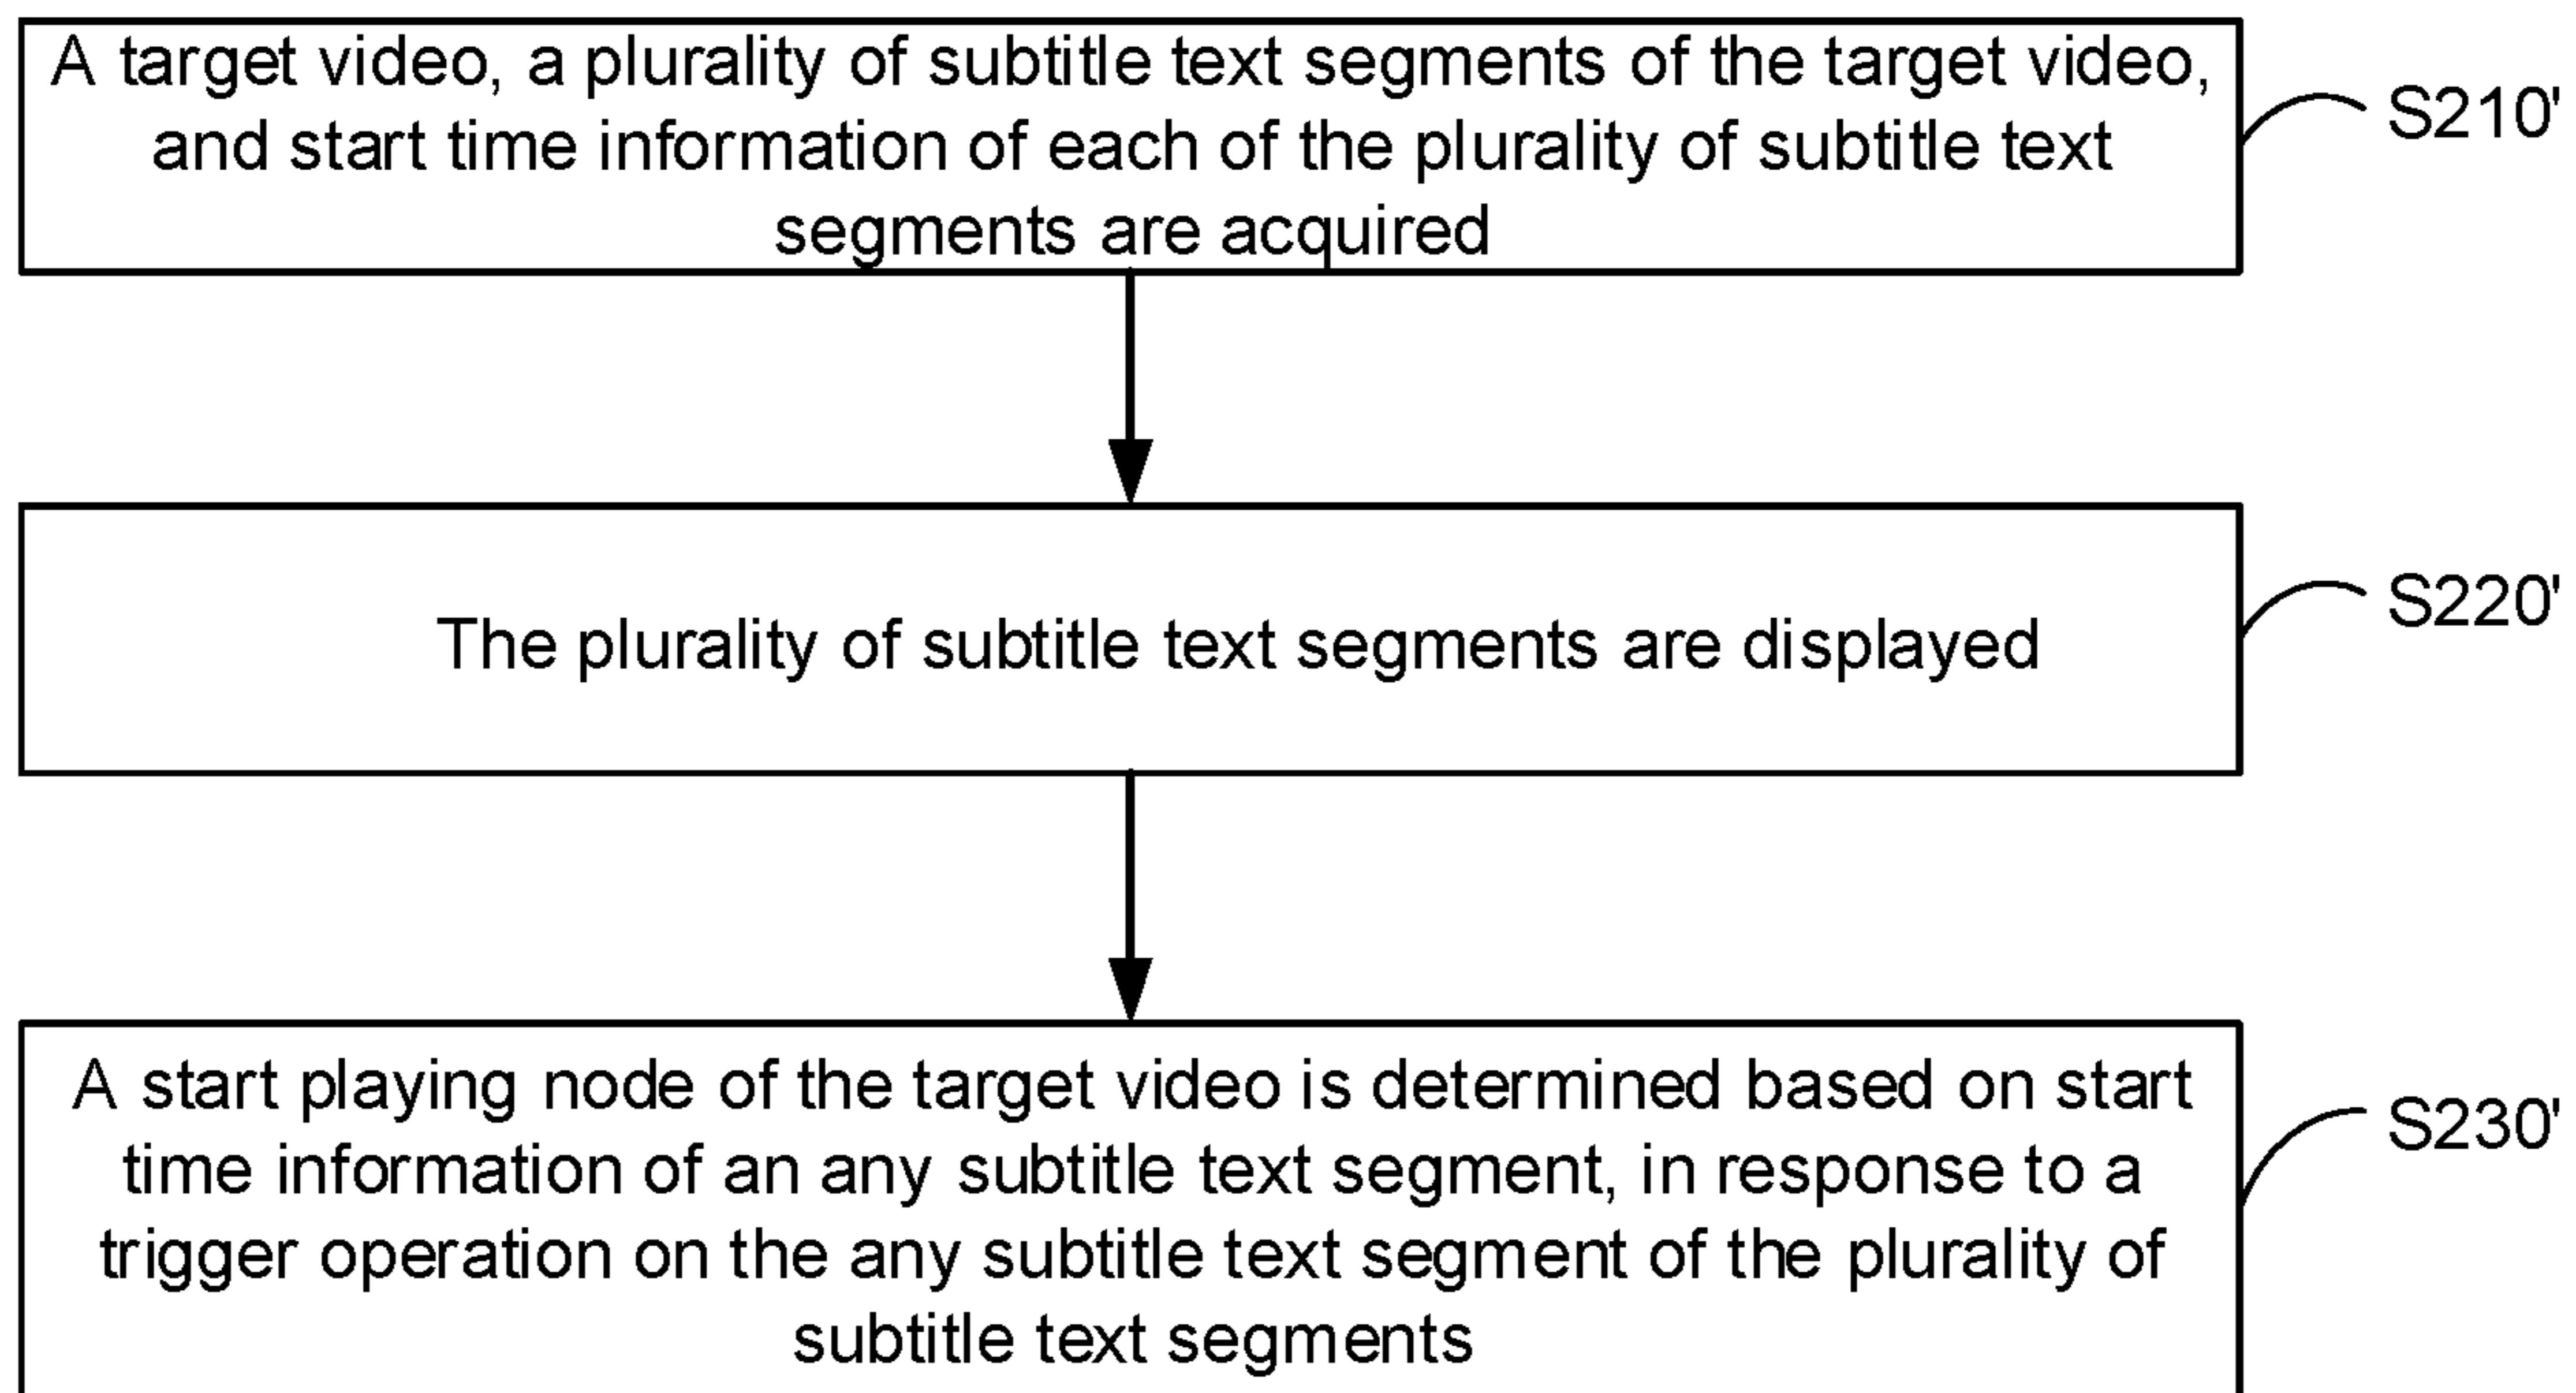 A target video, a plurality of subtitle text segments of the target video,
and start time information of each of the plurality of subtitle text
segments are acquired
S210'
The plurality of subtitle text segments are displayed
S220'
A start playing node of the target video is determined based on start
time information of an any subtitle text segment, in response to a
trigger operation on the any subtitle text segment of the plurality of
subtitle text segments
S230'